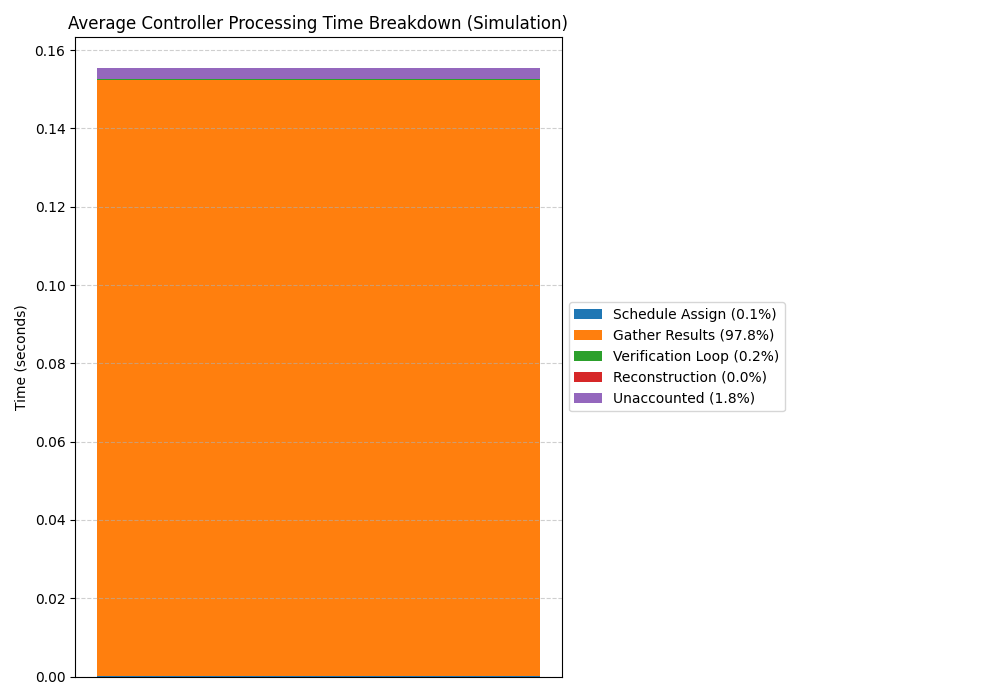 Average Controller Processing Time Breakdown (Simulation)
0.16
0.14
0.12
0.10
0.08
0.06
0.04
0.02
0.00
Time (seconds)
Schedule Assign (0.1%)
Gather Results (97.8%)
Verification Loop (0.2%)
Reconstruction (0.0%)
Unaccounted (1.8%)